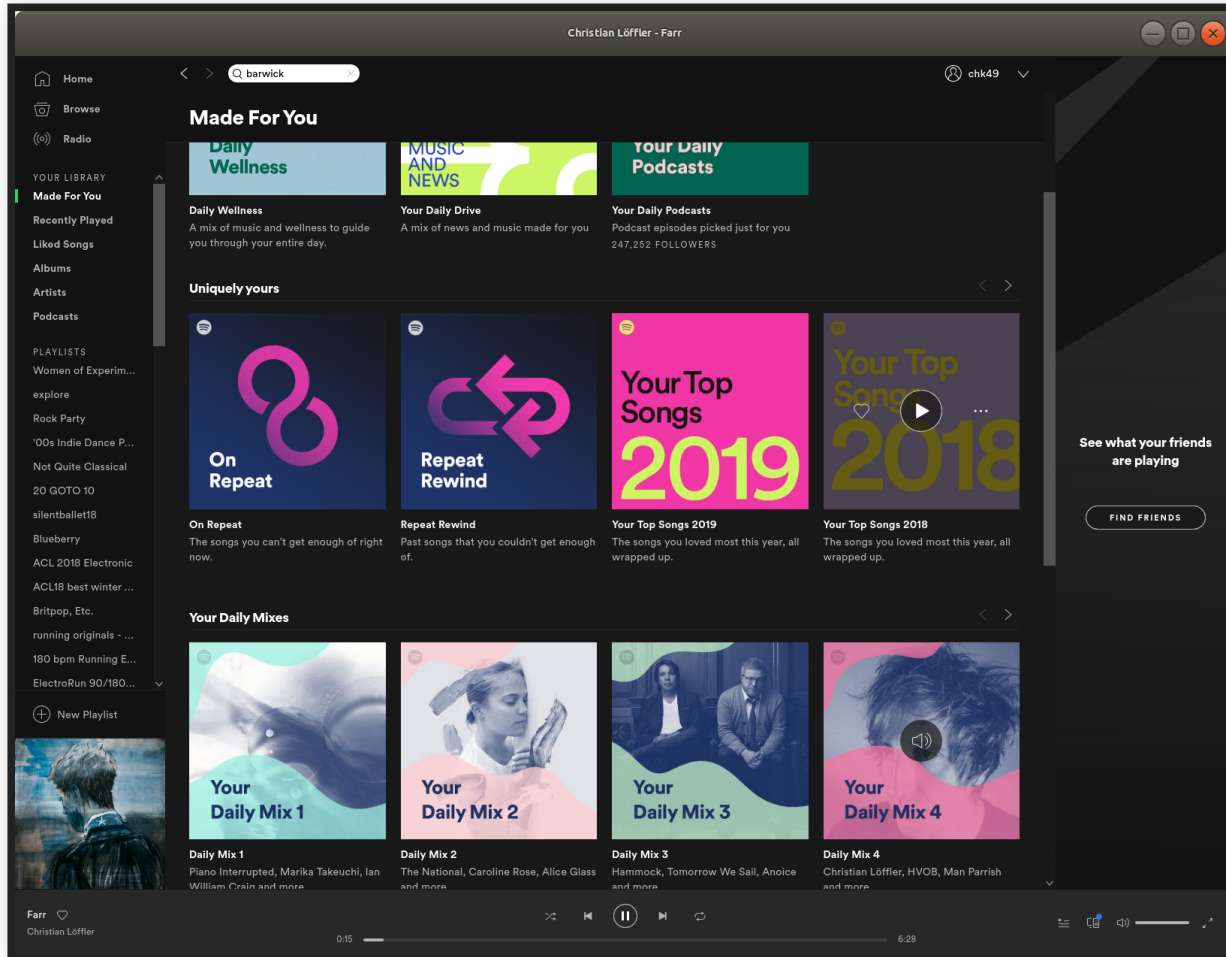 Christian Löffler - Farr
Home
Browse
Radio
YOUR LIBRARY
Made For You
Recently Played
Liked Songs
Albums
Artists
Podcasts
PLAYLISTS
Women of Experim...
explore
Rock Party
'00s Indie Dance P...
Not Quite Classical
20 GOTO 10
silentballet18
Blueberry
ACL 2018 Electronic
ACL18 best winter ...
Britpop, Etc.
running originals - ...
180 bpm Running E...
ElectroRun 90/180...
New Playlist
barwick
chk49
Made For You
Daily
Wellness
MUSIC
AND
NEWS
Your Daily
Podcasts
Daily Wellness
A mix of music and wellness to guide
you through your entire day.
Your Daily Drive
A mix of news and music made for you
Your Daily Podcasts
Podcast episodes picked just for you
247,252 FOLLOWERS
Uniquely yours
On
Repeat
Repeat
Rewind
Your Top
Songs
2019
Your Top
Songs
2018
On Repeat
The songs you can't get enough of right
now.
Repeat Rewind
Past songs that you couldn't get enough
of.
Your Top Songs 2019
The songs you loved most this year, all
wrapped up.
Your Top Songs 2018
The songs you loved most this year, all
wrapped up.
Your Daily Mixes
Your
Daily Mix 1
Your
Daily Mix 2
Your
Daily Mix 3
Your
Daily Mix 4
Daily Mix 1
Piano Interrupted, Marika Takeuchi, Ian
William Craig and more
Daily Mix 2
The National, Caroline Rose, Alice Glass
and more
Daily Mix 3
Hammock, Tomorrow We Sail, Anoice
and more
Daily Mix 4
Christian Löffler, HVOB, Man Parrish
and more
See what your friends
are playing
FIND FRIENDS
Farr
Christian Löffler
0:15
6:28